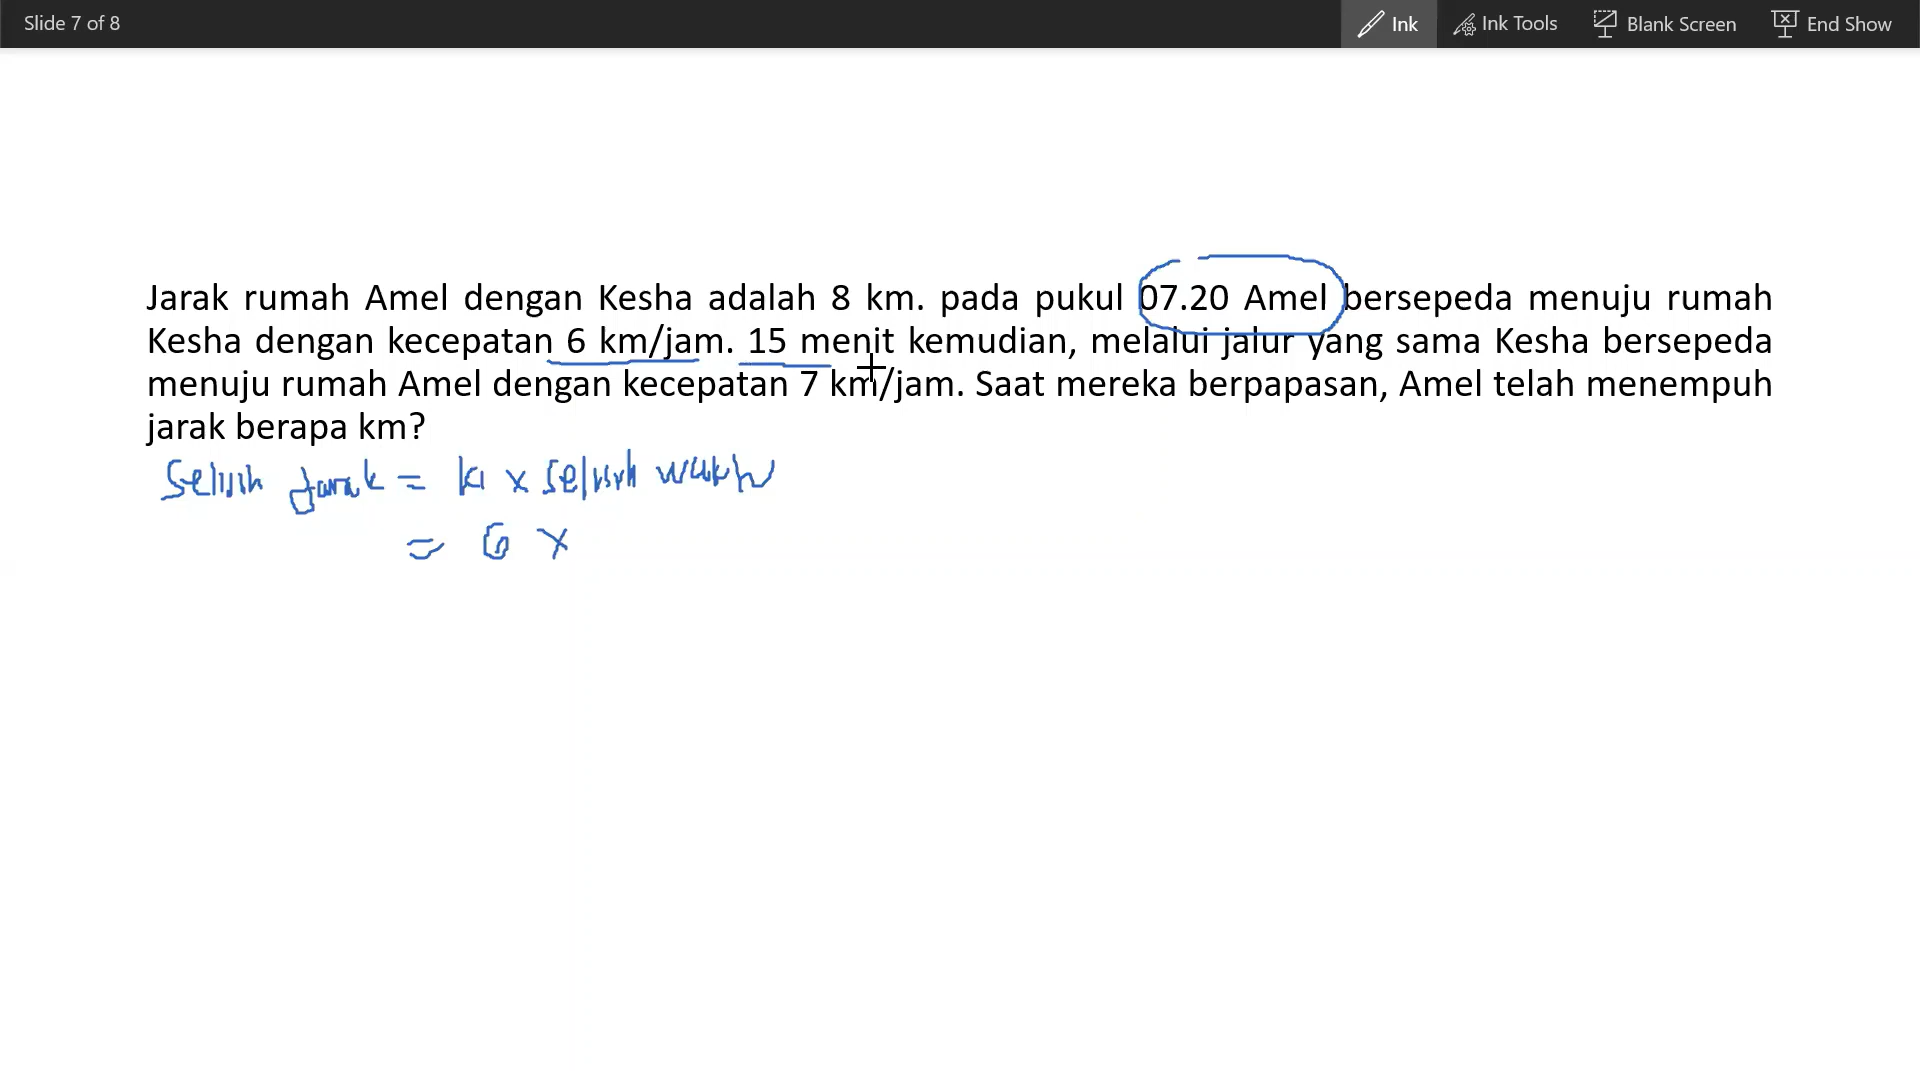 Slide 7 of 8
Ink
Ink Tools
Blank Screen
End Show
Jarak rumah Amel dengan Kesha adalah 8 km. pada pukul 07.20 Amel bersepeda menuju rumah
Kesha dengan kecepatan 6 km/jam. 15 menit kemudian, melalui jalur yang sama Kesha bersepeda
menuju rumah Amel dengan kecepatan 7 km/jam. Saat mereka berpapasan, Amel telah menempuh
jarak berapa km?
Selisih Jarak = k1 x selisih waktu
= 6 x